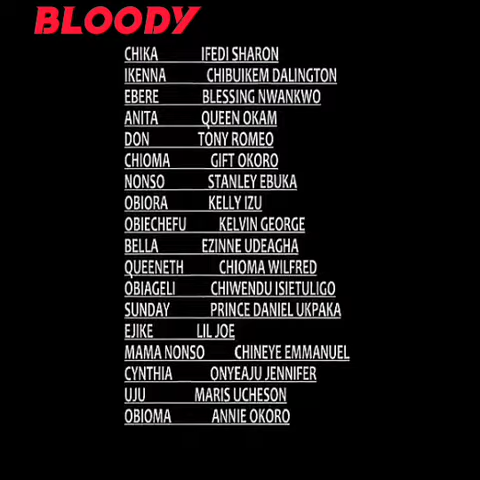 BLOODY
CHIKA IFEDI SHARON
IKENNA CHIBUIKEM DALINGTON
EBERE BLESSING NWANKWO
ANITA QUEEN OKAM
DON TONY ROMEO
CHIOMA GIFT OKORO
NONSO STANLEY EBUKA
OBIORA KELLY IZU
OBIECHEFU KELVIN GEORGE
BELLA EZINNE UDEAGHA
QUEENETH CHIOMA WILFRED
OBIAGELI CHIWENDU ISIETULIGO
SUNDAY PRINCE DANIEL UKPAKA
EJIKE LIL JOE
MAMA NONSO CHINEYE EMMANUEL
CYNTHIA ONYEAJU JENNIFER
UJU MARIS UCHESON
OBIOMA ANNIE OKORO